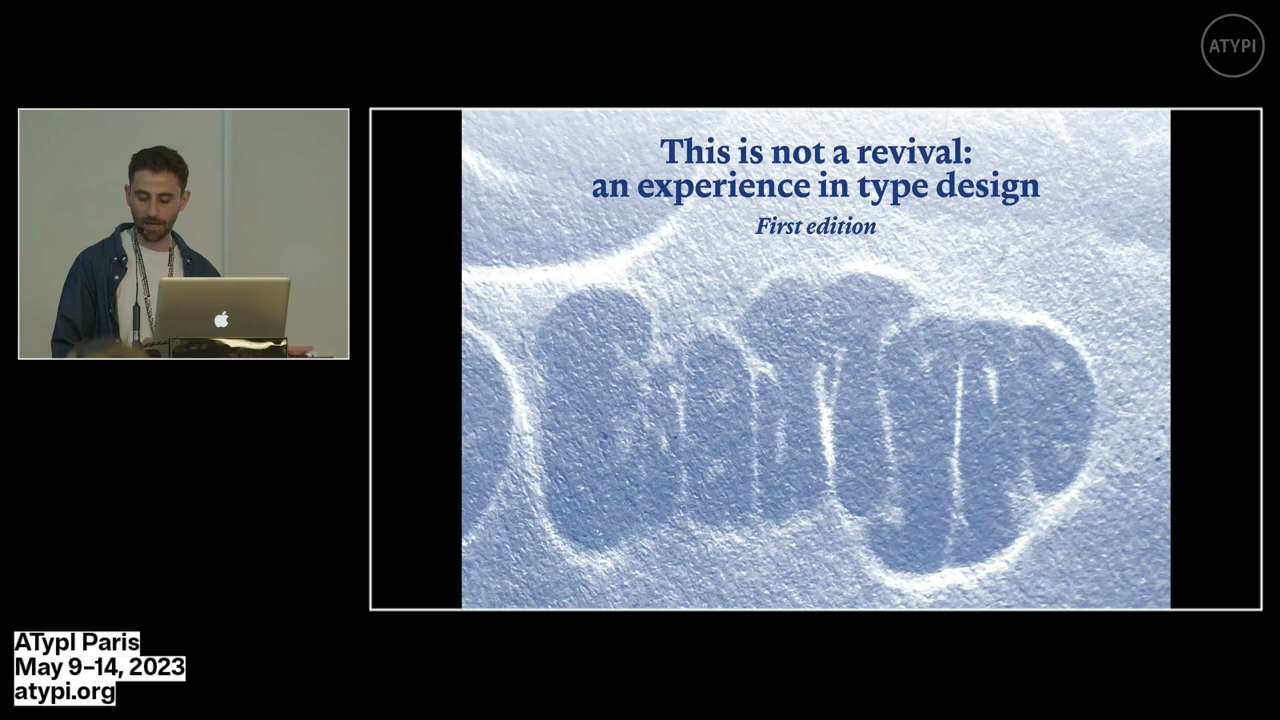 ATYPI
This is not a revival:
an experience in type design
First edition
ATypI Paris
May 9–14, 2023
atypi.org